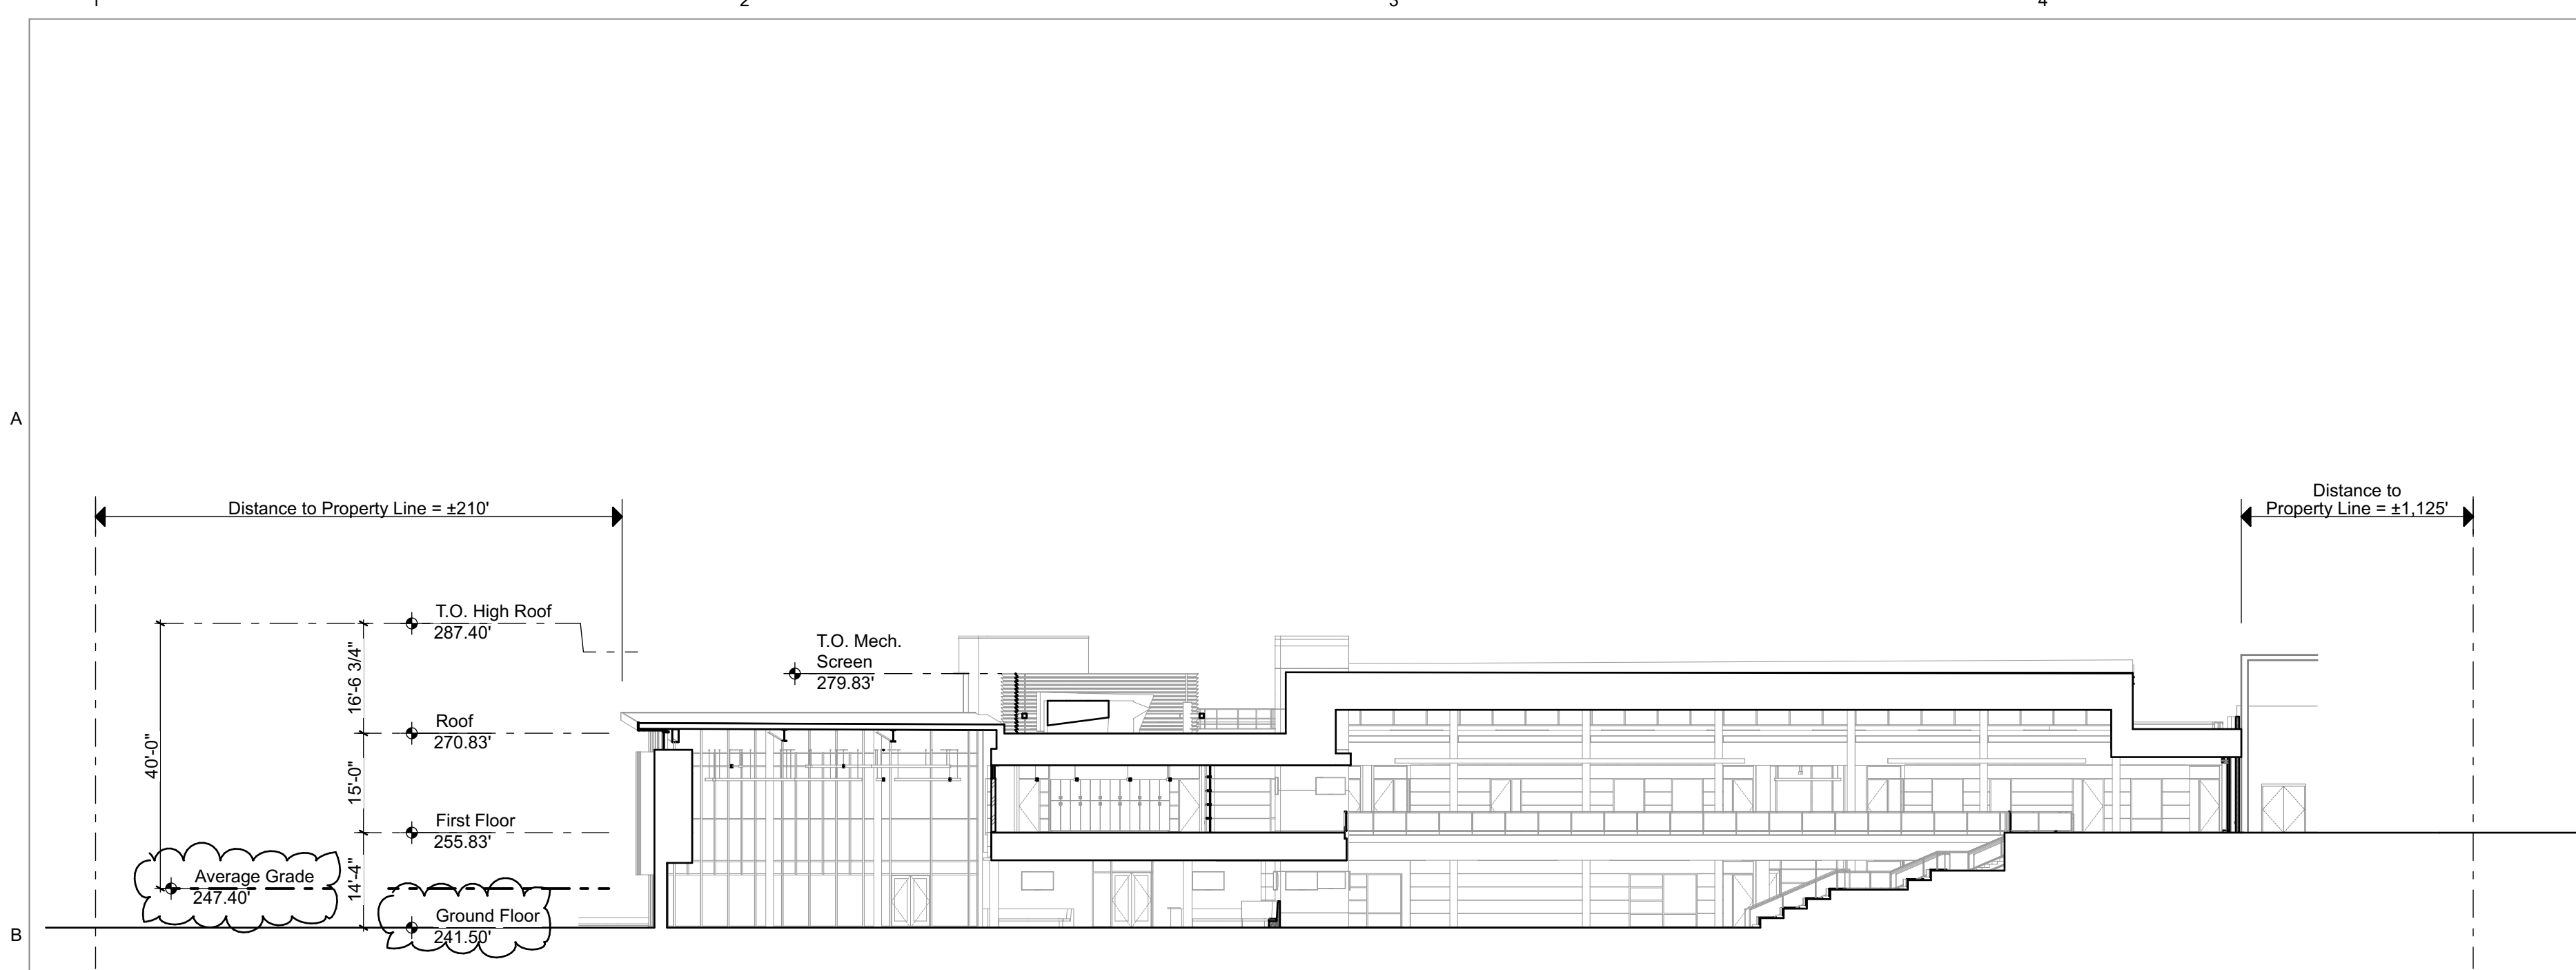 1
2
3
4
A
Distance to Property Line = ±210'
Distance to
Property Line = ±1,125'
T.O. High Roof
287.40'
T.O. Mech.
Screen
279.83'
16'-6 3/4"
Roof
270.83'
40'-0"
15'-0"
First Floor
255.83'
14'-4"
Average Grade
247.40'
Ground Floor
241.50'
B